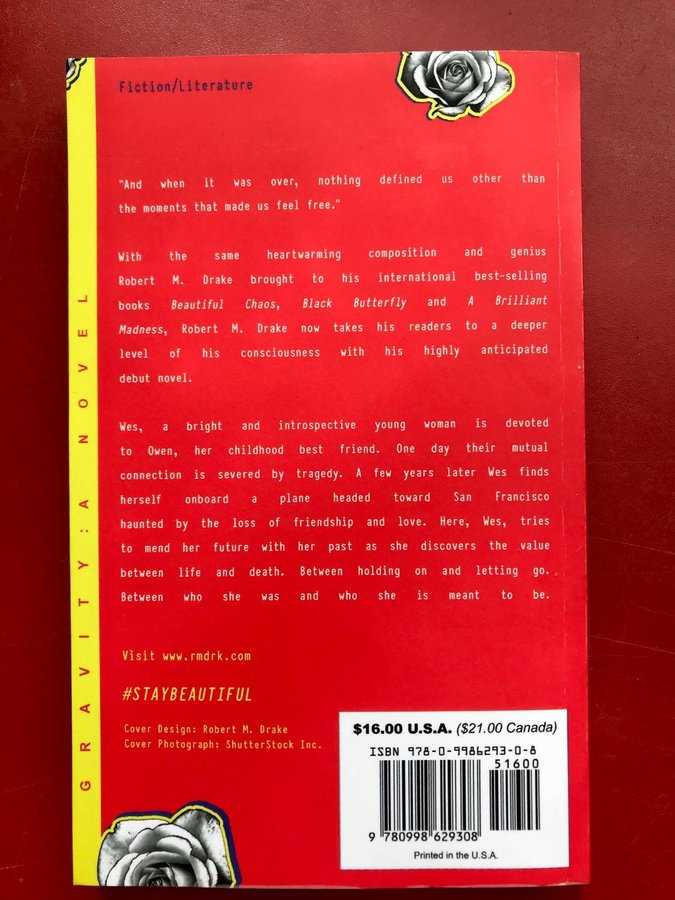 Fiction/Literature
"And when it was over, nothing defined us other than
the moments that made us feel free."
With the same heartwarming composition and genius
Robert M. Drake brought to his international best-selling
books Beautiful Chaos, Black Butterfly and A Brilliant
Madness, Robert M. Drake now takes his readers to a deeper
level of his consciousness with his highly anticipated
debut novel.
Wes, a bright and introspective young woman is devoted
to Owen, her childhood best friend. One day their mutual
connection is severed by tragedy. A few years later Wes finds
herself onboard a plane headed toward San Francisco
haunted by the loss of friendship and love. Here, Wes, tries
to mend her future with her past as she discovers the value
between life and death. Between holding on and letting go.
Between who she was and who she is meant to be.
Visit www.rmdrk.com
#STAYBEAUTIFUL
Cover Design: Robert M. Drake
Cover Photograph: ShutterStock Inc.
$16.00 U.S.A. ($21.00 Canada)
ISBN 978-0-9986293-0-8
51600
9 780998 629308
Printed in the U.S.A.
GRAVITY: A NOVEL